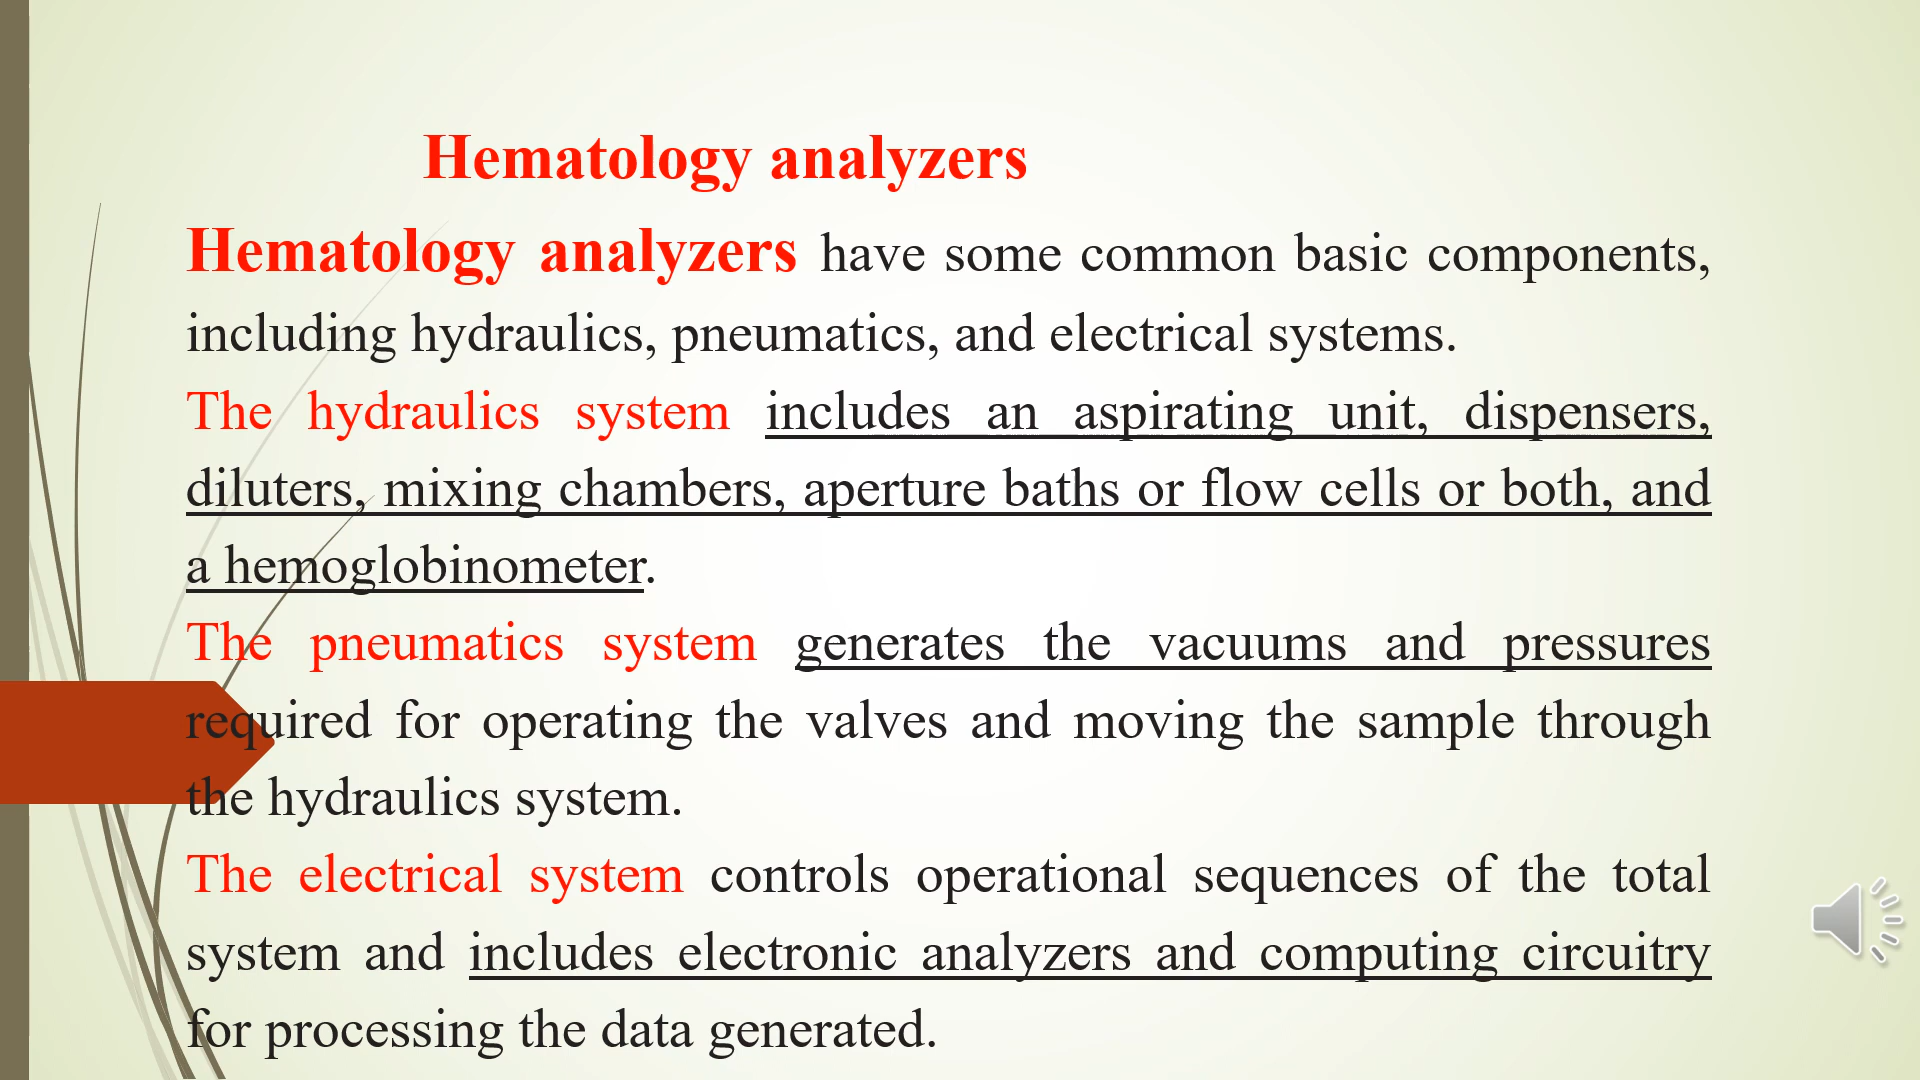 Hematology analyzers
Hematology analyzers have some common basic components,
including hydraulics, pneumatics, and electrical systems.
The hydraulics system includes an aspirating unit, dispensers,
diluters, mixing chambers, aperture baths or flow cells or both, and
a hemoglobinometer.
The pneumatics system generates the vacuums and pressures
required for operating the valves and moving the sample through
the hydraulics system.
The electrical system controls operational sequences of the total
system and includes electronic analyzers and computing circuitry
for processing the data generated.